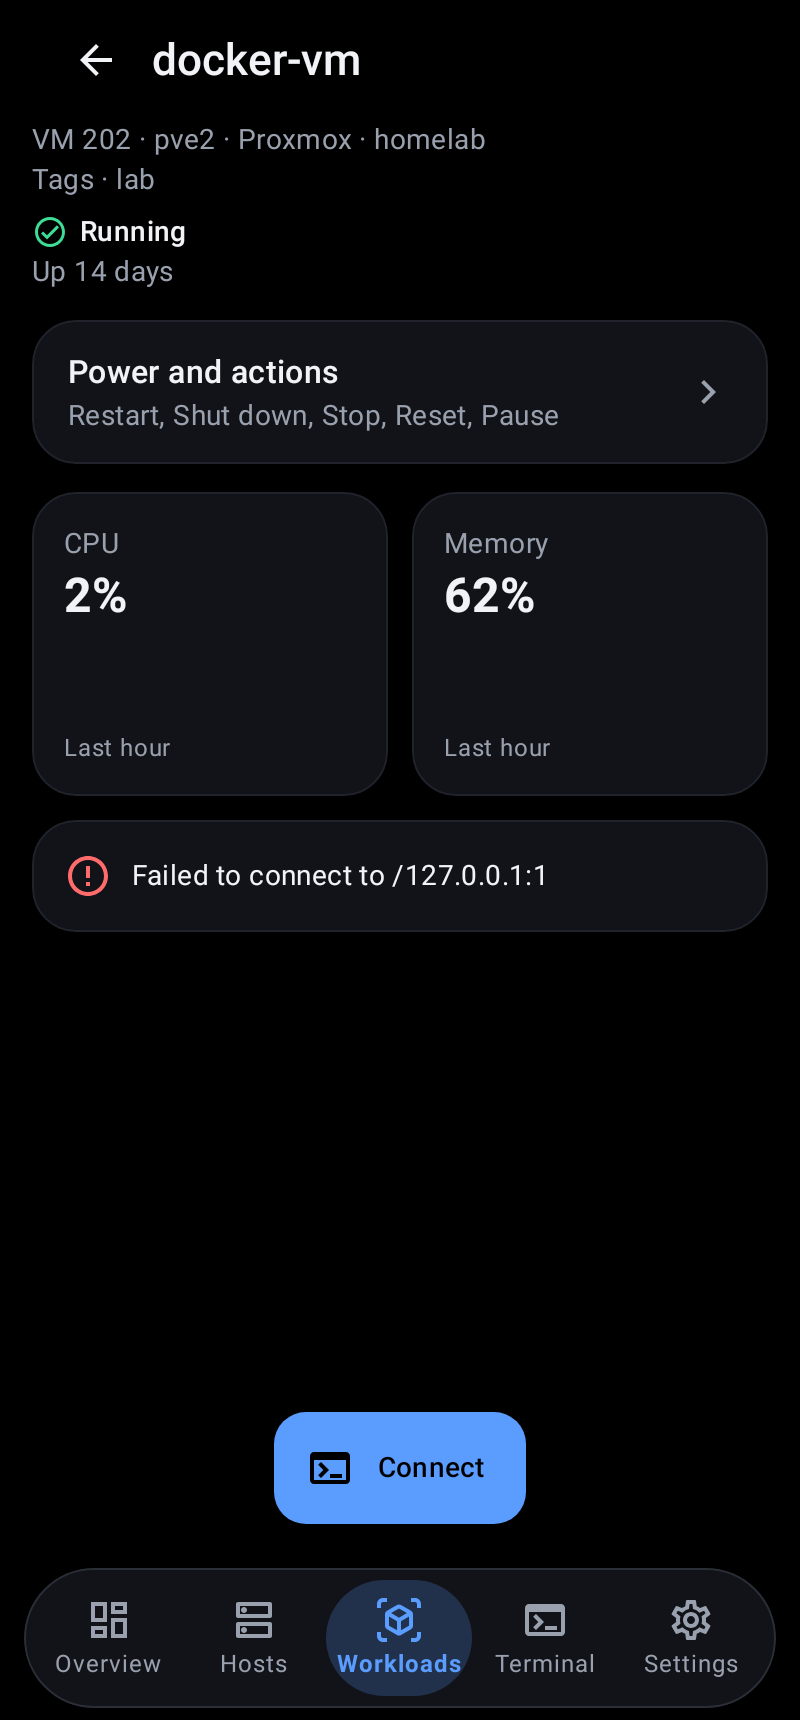 docker-vm
VM 202 · pve2 · Proxmox · homelab
Tags · lab
Running
Up 14 days
Power and actions
Restart, Shut down, Stop, Reset, Pause
CPU
2%
Last hour
Memory
62%
Last hour
Failed to connect to /127.0.0.1:1
Connect
Overview
Hosts
Workloads
Terminal
Settings